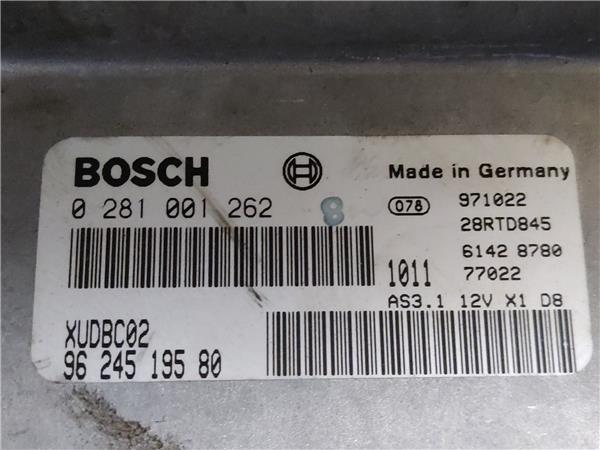 BOSCH
Made in Germany
0 281 001 262
8
078
971022
28RTD845
6142 8780
1011
77022
AS3.1 12V X1 D8
XUDBC02
96 245 195 80